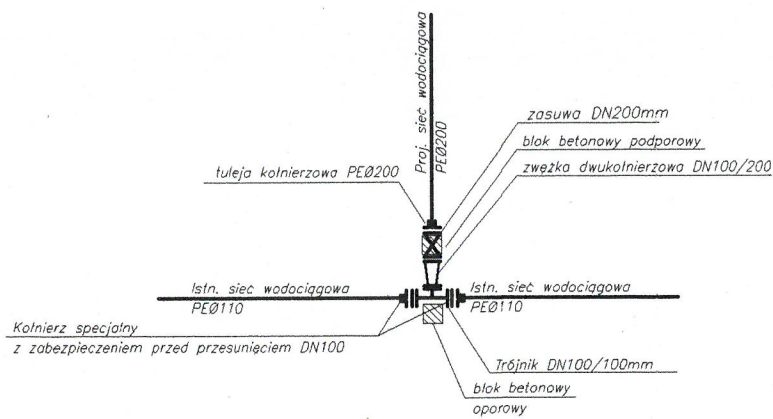 Proj. sieć wodociągowa
PEØ200
zasuwa DN200mm
blok betonowy podporowy
zwężka dwukołnierzowa DN100/200
tuleja kołnierzowa PEØ200
Istn. sieć wodociągowa
PEØ110
Istn. sieć wodociągowa
PEØ110
Kołnierz specjalny
z zabezpieczeniem przed przesunięciem DN100
Trójnik DN100/100mm
blok betonowy
oporowy